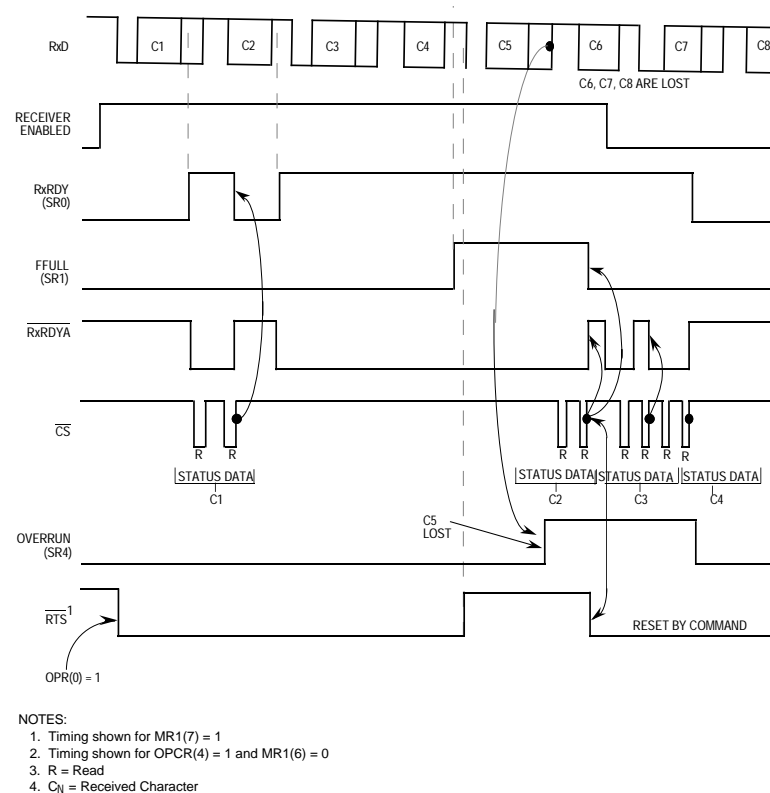 RxD
C1
C2
C3
C4
C5
C6
C7
C8
C6, C7, C8 ARE LOST
RECEIVER
ENABLED
RxRDY
(SR0)
FFULL
(SR1)
RxRDYA
CS
R
R
R
R
R
R
R
R
STATUS DATA
C1
STATUS DATA
C2
STATUS DATA
C3
STATUS DATA
C4
C5
LOST
OVERRUN
(SR4)
RTS1
RESET BY COMMAND
OPR(0) = 1
NOTES:
1. Timing shown for MR1(7) = 1
2. Timing shown for OPCR(4) = 1 and MR1(6) = 0
3. R = Read
4. CN = Received Character